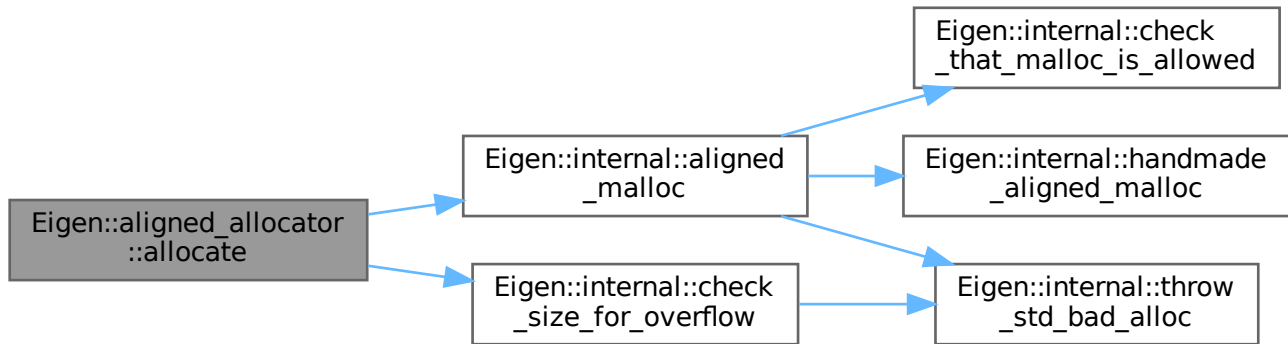 Eigen::aligned_allocator
::allocate
Eigen::internal::aligned
_malloc
Eigen::internal::check
_size_for_overflow
Eigen::internal::check
_that_malloc_is_allowed
Eigen::internal::handmade
_aligned_malloc
Eigen::internal::throw
_std_bad_alloc